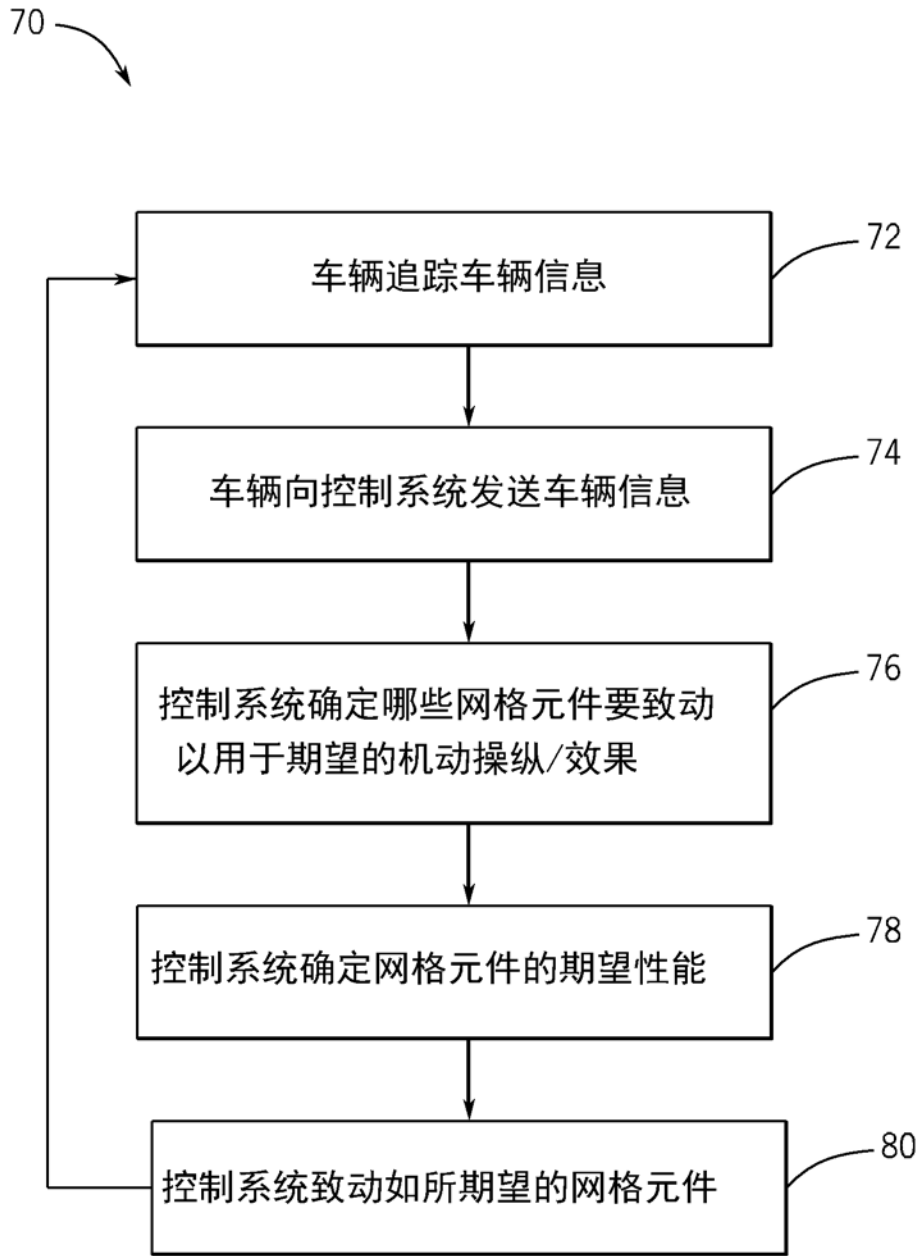 70
车辆追踪车辆信息
72
车辆向控制系统发送车辆信息
74
控制系统确定哪些网格元件要致动
以用于期望的机动操纵/效果
76
控制系统确定网格元件的期望性能
78
控制系统致动如所期望的网格元件
80